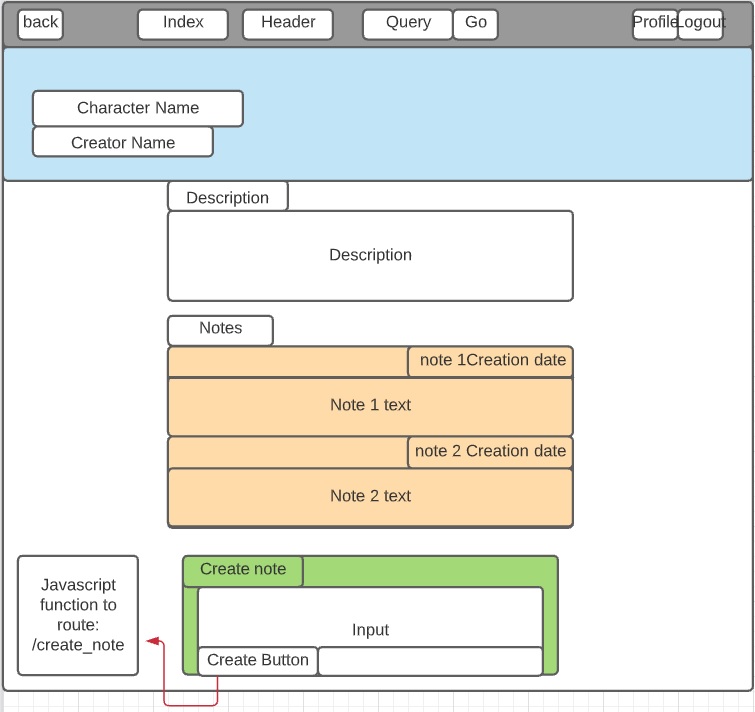 back Index Header Query Go Profile Logout
Character Name
Creator Name
Description
Description
Notes
note 1Creation date
Note 1 text
note 2 Creation date
Note 2 text
Javascript
function to
route:
/create_note
Create note
Input
Create Button